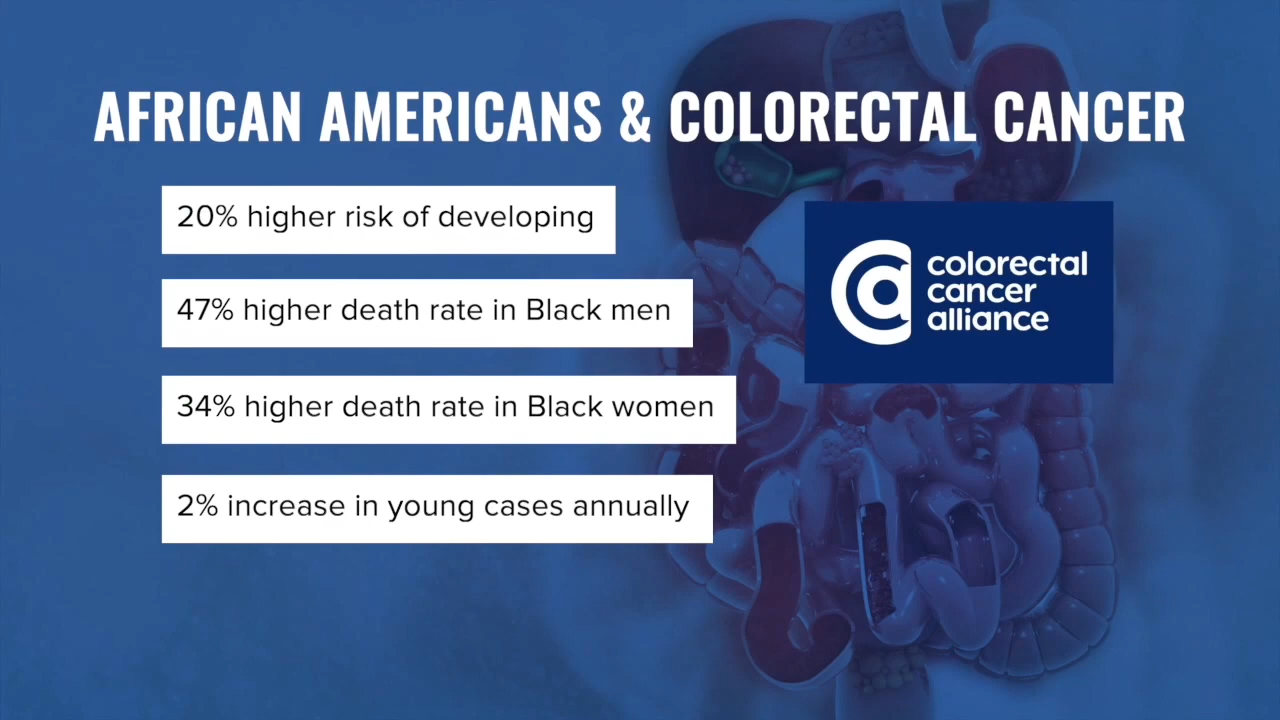 AFRICAN AMERICANS & COLORECTAL CANCER
20% higher risk of developing
47% higher death rate in Black men
34% higher death rate in Black women
2% increase in young cases annually
ca
colorectal
cancer
alliance